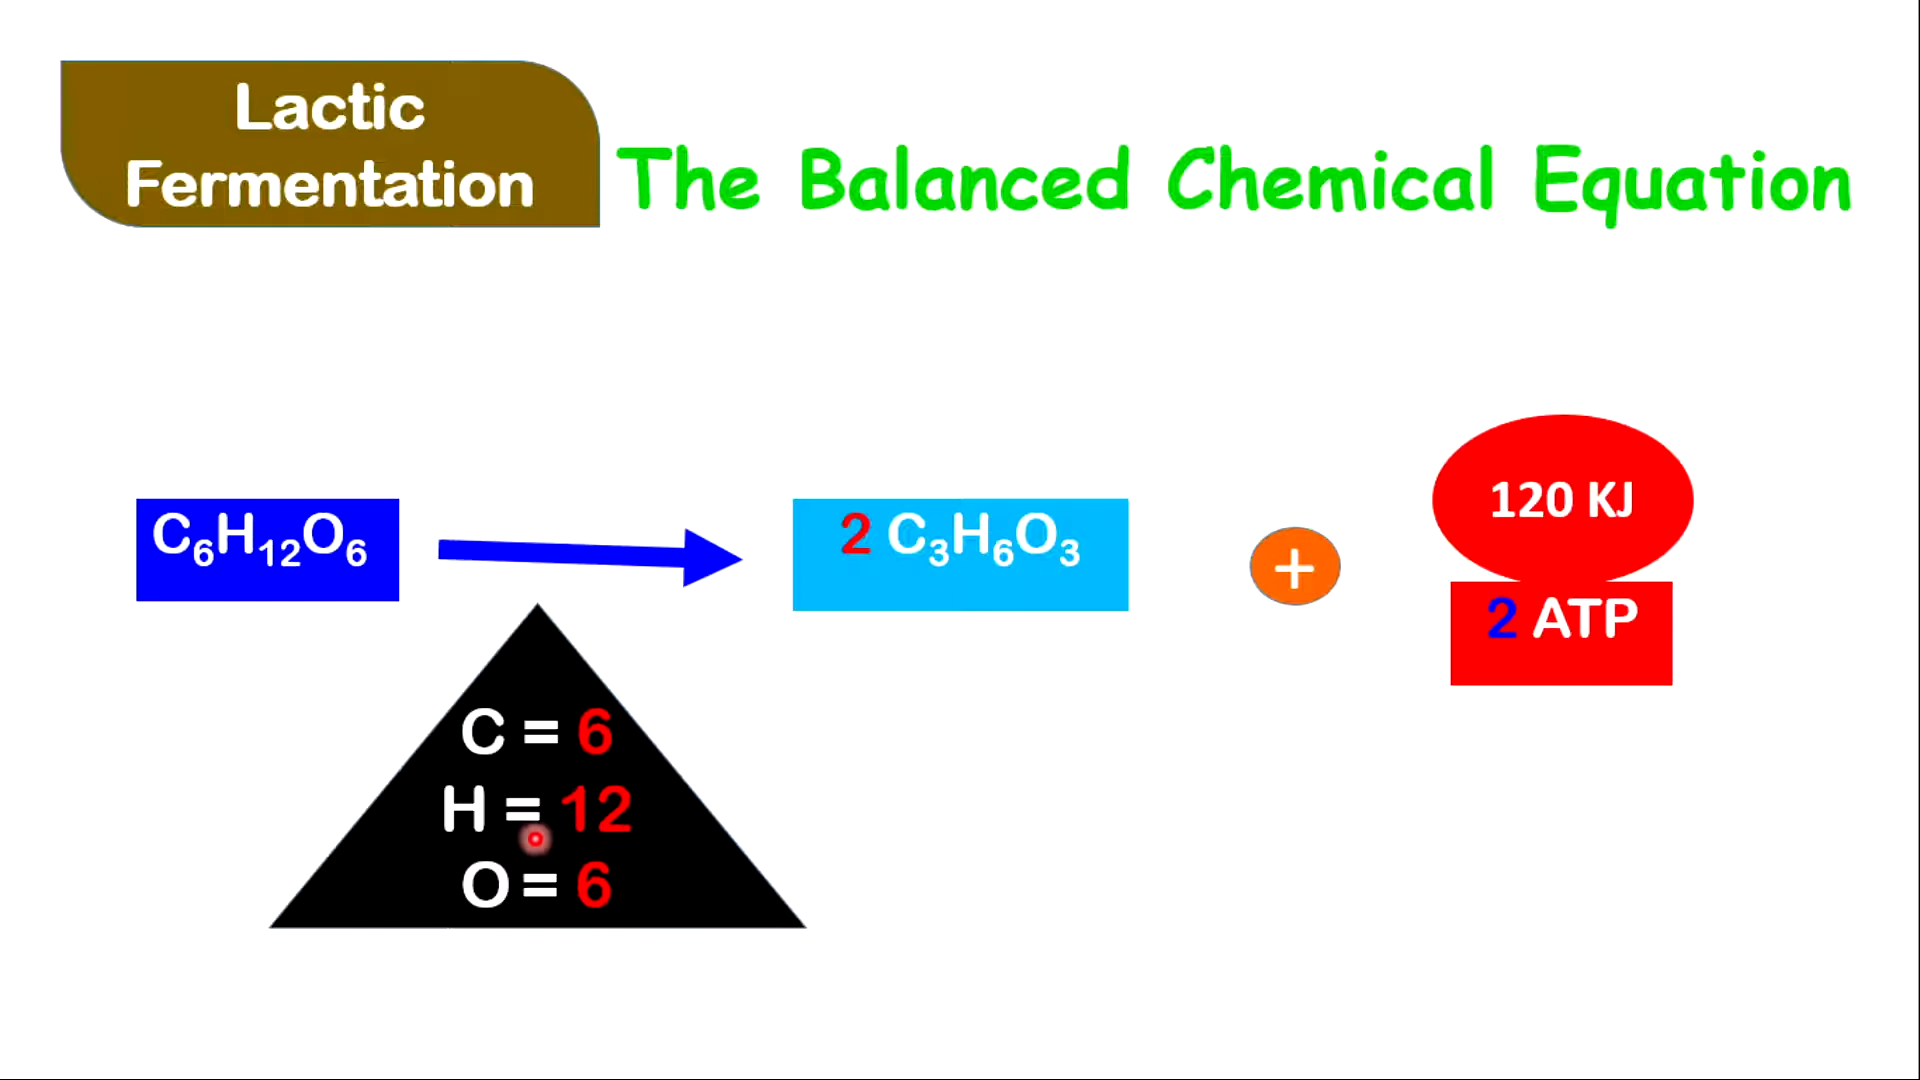 Lactic
Fermentation
The Balanced Chemical Equation
C₆H₁₂O₆
2 C₃H₆O₃
+
120 KJ
2 ATP
C = 6
H = 12
O = 6